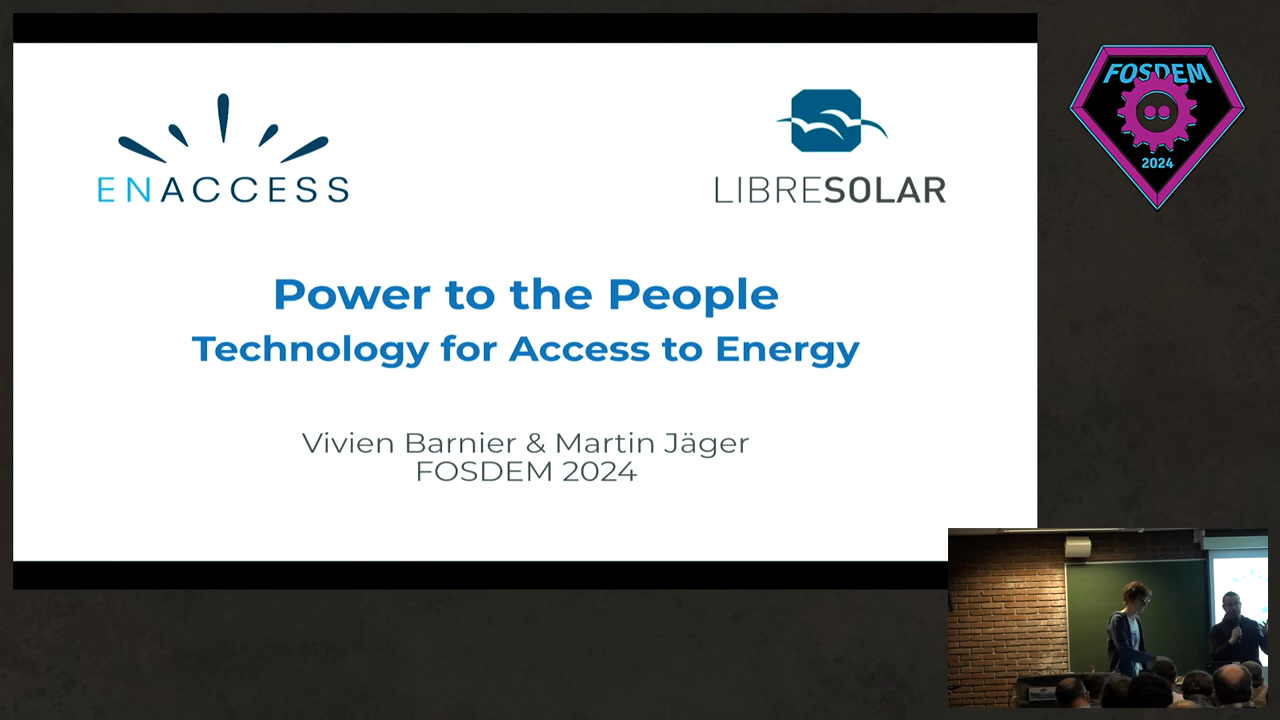 ENACCESS
LIBRESOLAR
FOSDEM
2024
Power to the People
Technology for Access to Energy
Vivien Barnier & Martin Jäger
FOSDEM 2024